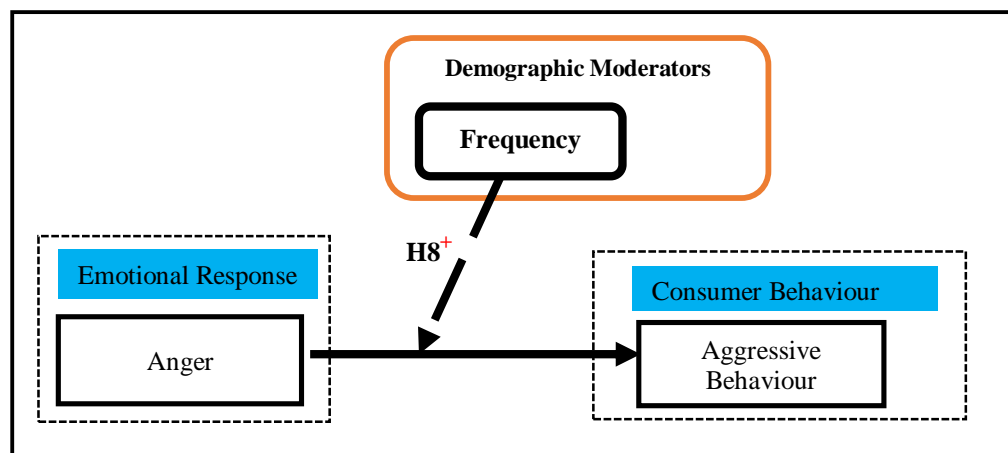 Demographic Moderators
Frequency
H8+
Emotional Response
Anger
Consumer Behaviour
Aggressive
Behaviour